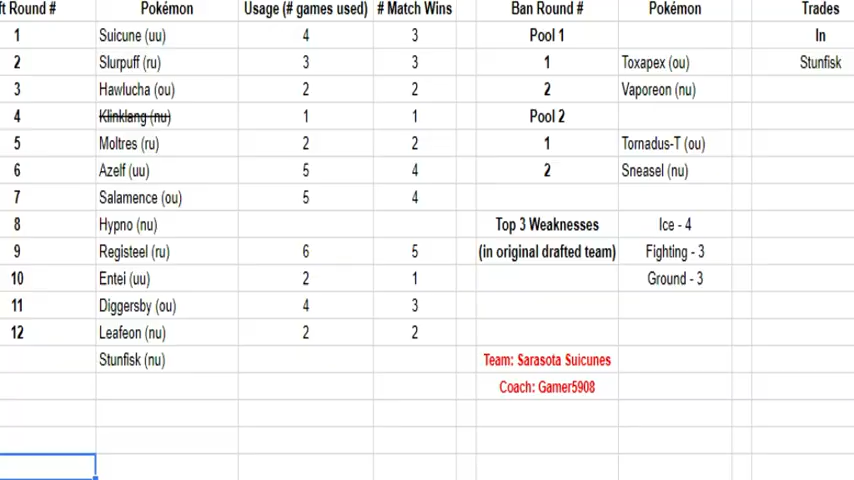 ft Round # Pokémon Usage (# games used) # Match Wins Ban Round # Pokémon Trades
1 Suicune (uu) 4 3 Pool 1 In
2 Slurpuff (ru) 3 3 1 Toxapex (ou) Stunfisk
3 Hawlucha (ou) 2 2 2 Vaporeon (nu)
4 Klinklang (nu) 1 1 Pool 2
5 Moltres (ru) 2 2 1 Tornadus-T (ou)
6 Azelf (uu) 5 4 2 Sneasel (nu)
7 Salamence (ou) 5 4
8 Hypno (nu) Top 3 Weaknesses Ice - 4
9 Registeel (ru) 6 5 (in original drafted team) Fighting - 3
10 Entei (uu) 2 1 Ground - 3
11 Diggersby (ou) 4 3
12 Leafeon (nu) 2 2
Stunfisk (nu) Team: Sarasota Suicunes
Coach: Gamer5908